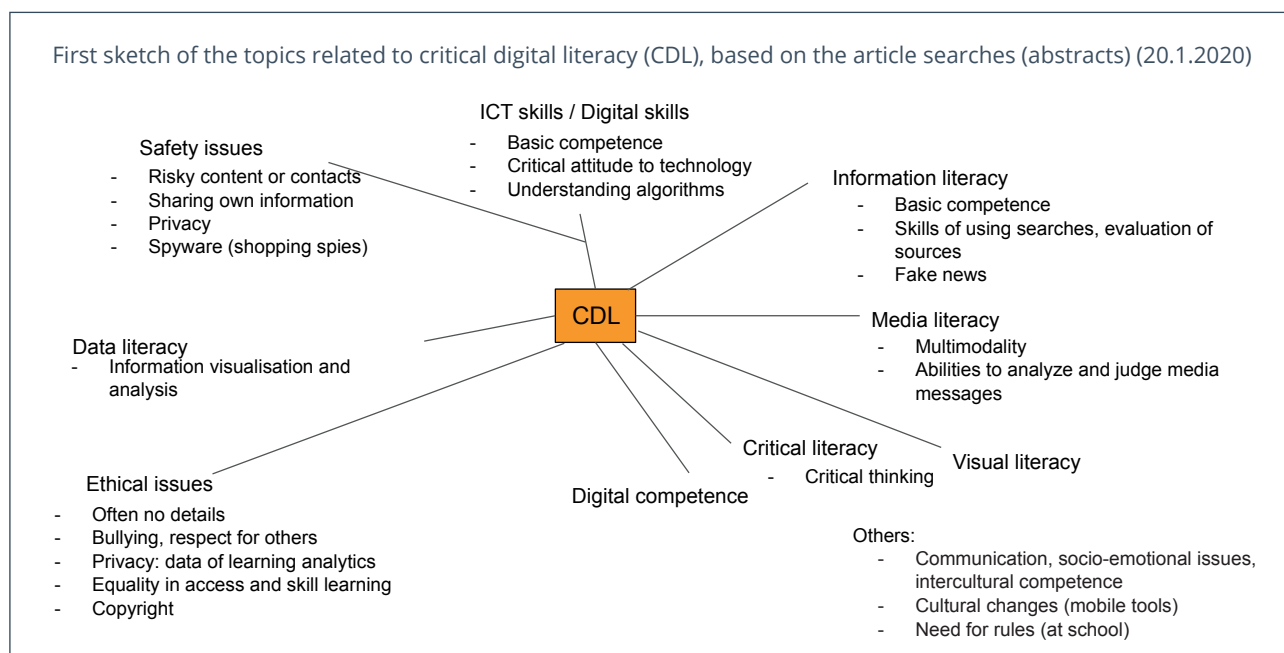 First sketch of the topics related to critical digital literacy (CDL), based on the article searches (abstracts) (20.1.2020)
ICT skills / Digital skills
- Basic competence
- Critical attitude to technology
- Understanding algorithms
Safety issues
- Risky content or contacts
- Sharing own information
- Privacy
- Spyware (shopping spies)
Information literacy
- Basic competence
- Skills of using searches, evaluation of
sources
- Fake news
CDL
Media literacy
- Multimodality
- Abilities to analyze and judge media
messages
Data literacy
- Information visualisation and
analysis
Critical literacy
- Critical thinking
Visual literacy
Digital competence
Ethical issues
- Often no details
- Bullying, respect for others
- Privacy: data of learning analytics
- Equality in access and skill learning
- Copyright
Others:
- Communication, socio-emotional issues,
intercultural competence
- Cultural changes (mobile tools)
- Need for rules (at school)